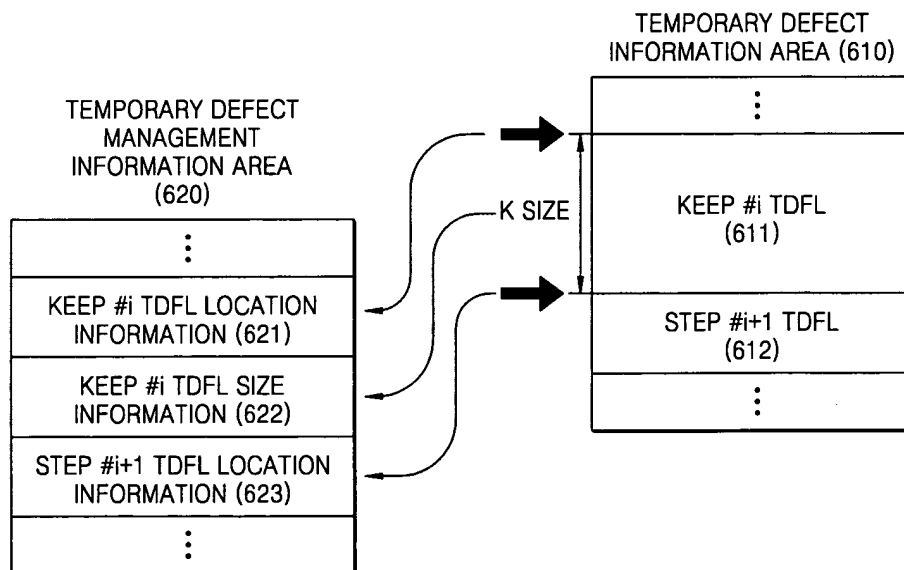 TEMPORARY DEFECT
INFORMATION AREA (610)
⋮
KEEP #i TDFL
(611)
STEP #i+1 TDFL
(612)
⋮
K SIZE
TEMPORARY DEFECT
MANAGEMENT
INFORMATION AREA
(620)
⋮
KEEP #i TDFL LOCATION
INFORMATION (621)
KEEP #i TDFL SIZE
INFORMATION (622)
STEP #i+1 TDFL LOCATION
INFORMATION (623)
⋮